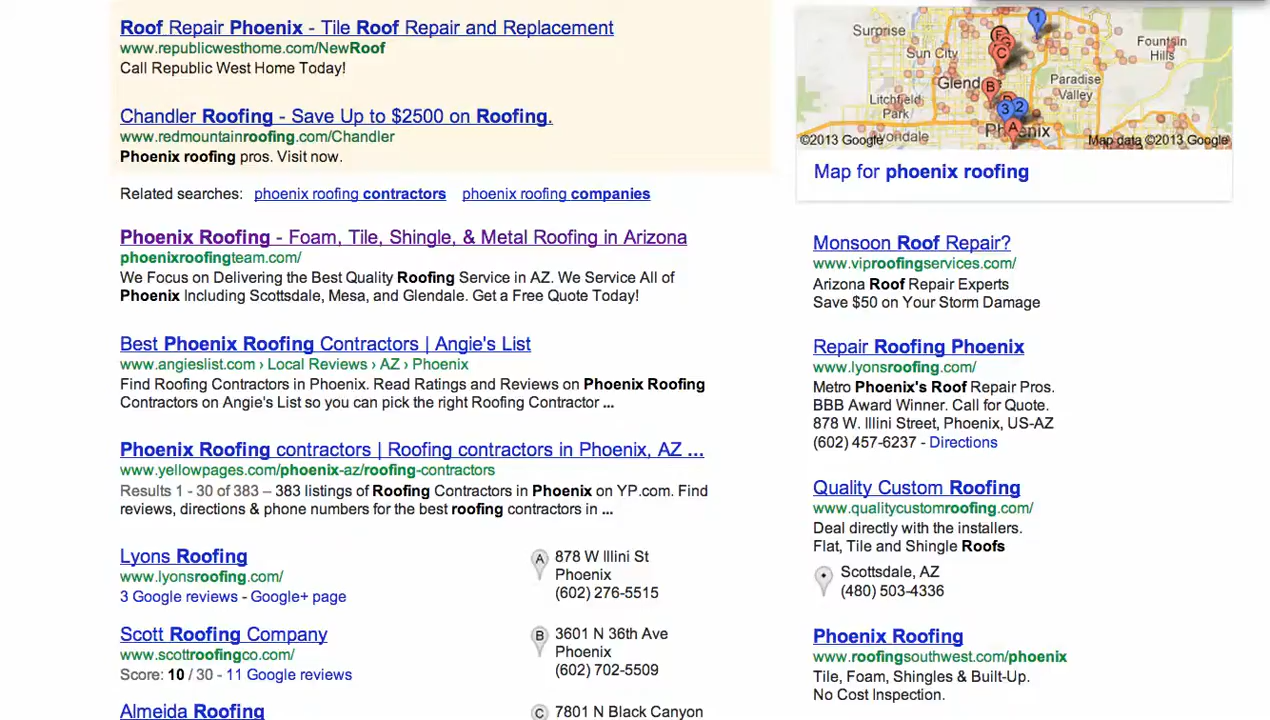 Roof Repair Phoenix - Tile Roof Repair and Replacement
www.republicwesthome.com/NewRoof
Call Republic West Home Today!
Chandler Roofing - Save Up to $2500 on Roofing.
www.redmountainroofing.com/Chandler
Phoenix roofing pros. Visit now.
Related searches: phoenix roofing contractors phoenix roofing companies
Phoenix Roofing - Foam, Tile, Shingle, & Metal Roofing in Arizona
phoenixroofingteam.com/
We Focus on Delivering the Best Quality Roofing Service in AZ. We Service All of
Phoenix Including Scottsdale, Mesa, and Glendale. Get a Free Quote Today!
Best Phoenix Roofing Contractors | Angie's List
www.angieslist.com › Local Reviews › AZ › Phoenix
Find Roofing Contractors in Phoenix. Read Ratings and Reviews on Phoenix Roofing
Contractors on Angie's List so you can pick the right Roofing Contractor ...
Phoenix Roofing contractors | Roofing contractors in Phoenix, AZ ...
www.yellowpages.com/phoenix-az/roofing-contractors
Results 1 - 30 of 383 – 383 listings of Roofing Contractors in Phoenix on YP.com. Find
reviews, directions & phone numbers for the best roofing contractors in ...
Lyons Roofing
www.lyonsroofing.com/
3 Google reviews - Google+ page
A 878 W Illini St
Phoenix
(602) 276-5515
Scott Roofing Company
www.scottroofingco.com/
Score: 10 / 30 - 11 Google reviews
B 3601 N 36th Ave
Phoenix
(602) 702-5509
Almeida Roofing
C 7801 N Black Canyon
Surprise
Sun City
Fountain
Hills
Paradise
Valley
Litchfield
Park
1
F
C
B
3
2
A
©2013 Google
Map data ©2013 Google
Map for phoenix roofing
Monsoon Roof Repair?
www.viproofingservices.com/
Arizona Roof Repair Experts
Save $50 on Your Storm Damage
Repair Roofing Phoenix
www.lyonsroofing.com/
Metro Phoenix's Roof Repair Pros.
BBB Award Winner. Call for Quote.
878 W. Illini Street, Phoenix, US-AZ
(602) 457-6237 - Directions
Quality Custom Roofing
www.qualitycustomroofing.com/
Deal directly with the installers.
Flat, Tile and Shingle Roofs
Scottsdale, AZ
(480) 503-4336
Phoenix Roofing
www.roofingsouthwest.com/phoenix
Tile, Foam, Shingles & Built-Up.
No Cost Inspection.